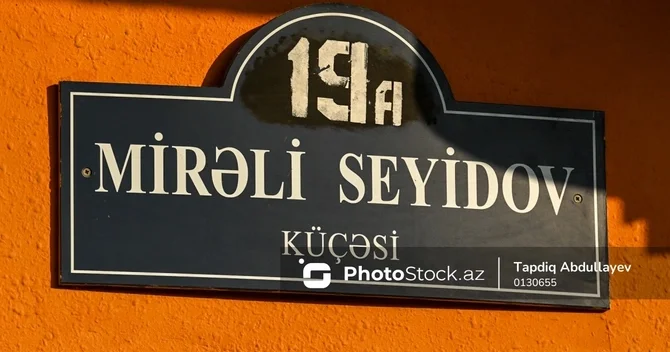 19A
MİRƏLİ SEYİDOV
KÜÇƏSİ
PhotoStock.az
Tapdiq Abdullayev
0130655